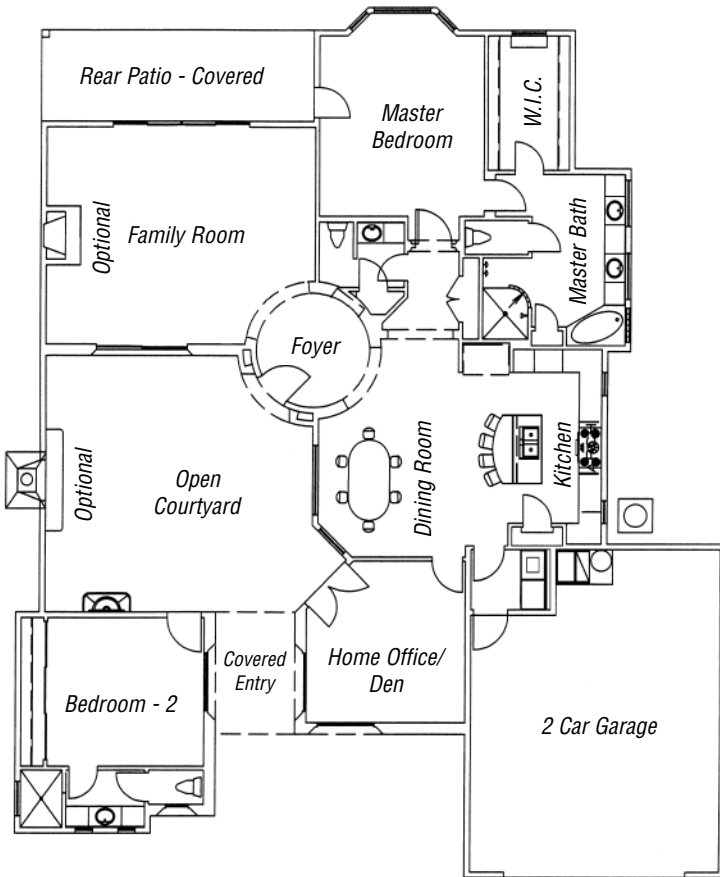 Rear Patio - Covered
Master
Bedroom
W.I.C.
Optional
Family Room
Master Bath
Foyer
Optional
Open
Courtyard
Dining Room
Kitchen
Covered
Entry
Home Office/
Den
Bedroom - 2
2 Car Garage